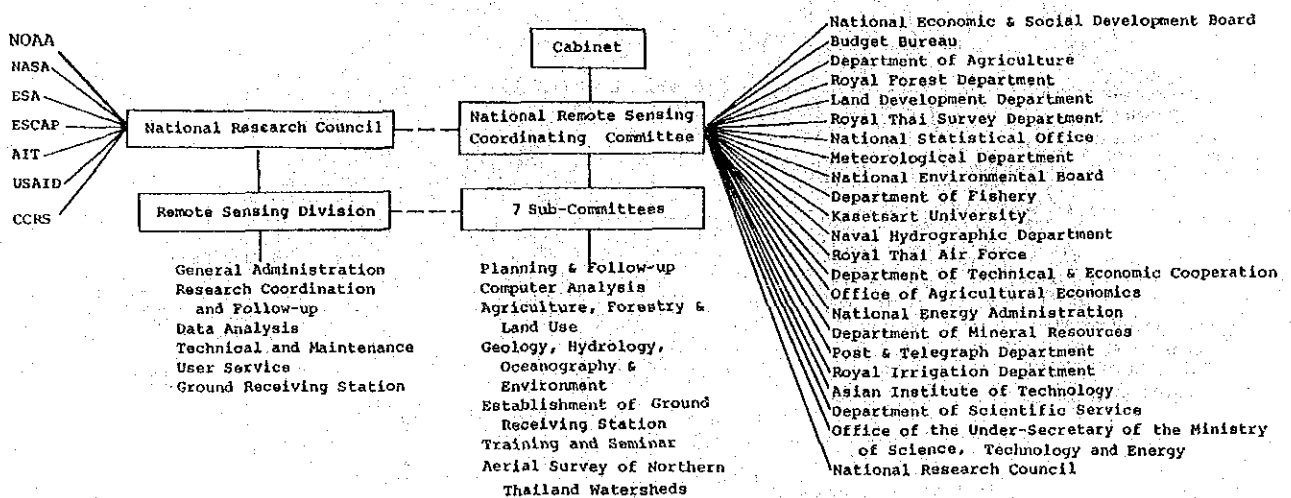 NOAA
NASA
ESA
ESCAP
AIT
USAID
CCRS
National Research Council
Remote Sensing Division
General Administration
Research Coordination
and Follow-up
Data Analysis
Technical and Maintenance
User Service
Ground Receiving Station
Cabinet
National Remote Sensing
Coordinating Committee
7 Sub-Committees
Planning & Follow-up
Computer Analysis
Agriculture, Forestry &
Land Use
Geology, Hydrology,
Oceanography &
Environment
Establishment of Ground
Receiving Station
Training and Seminar
Aerial Survey of Northern
Thailand Watersheds
National Economic & Social Development Board
Budget Bureau
Department of Agriculture
Royal Forest Department
Land Development Department
Royal Thai Survey Department
National Statistical Office
Meteorological Department
National Environmental Board
Department of Fishery
Kasetsart University
Naval Hydrographic Department
Royal Thai Air Force
Department of Technical & Economic Cooperation
Office of Agricultural Economics
National Energy Administration
Department of Mineral Resources
Post & Telegraph Department
Royal Irrigation Department
Asian Institute of Technology
Department of Scientific Service
Office of the Under-Secretary of the Ministry
of Science, Technology and Energy
National Research Council